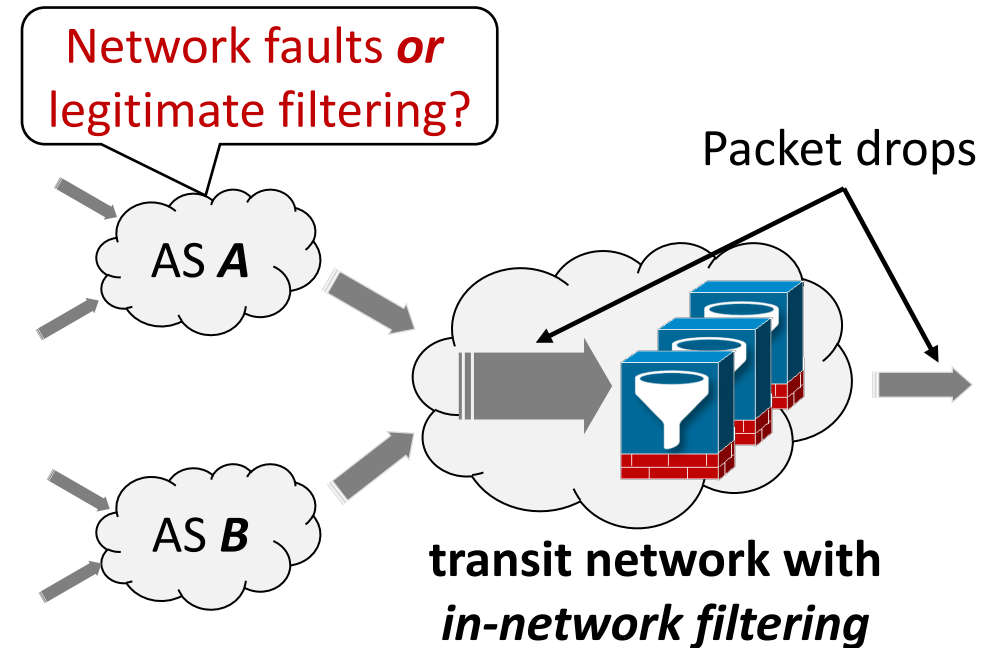 Network faults or
legitimate filtering?
Packet drops
AS A
AS B
transit network with
in-network filtering